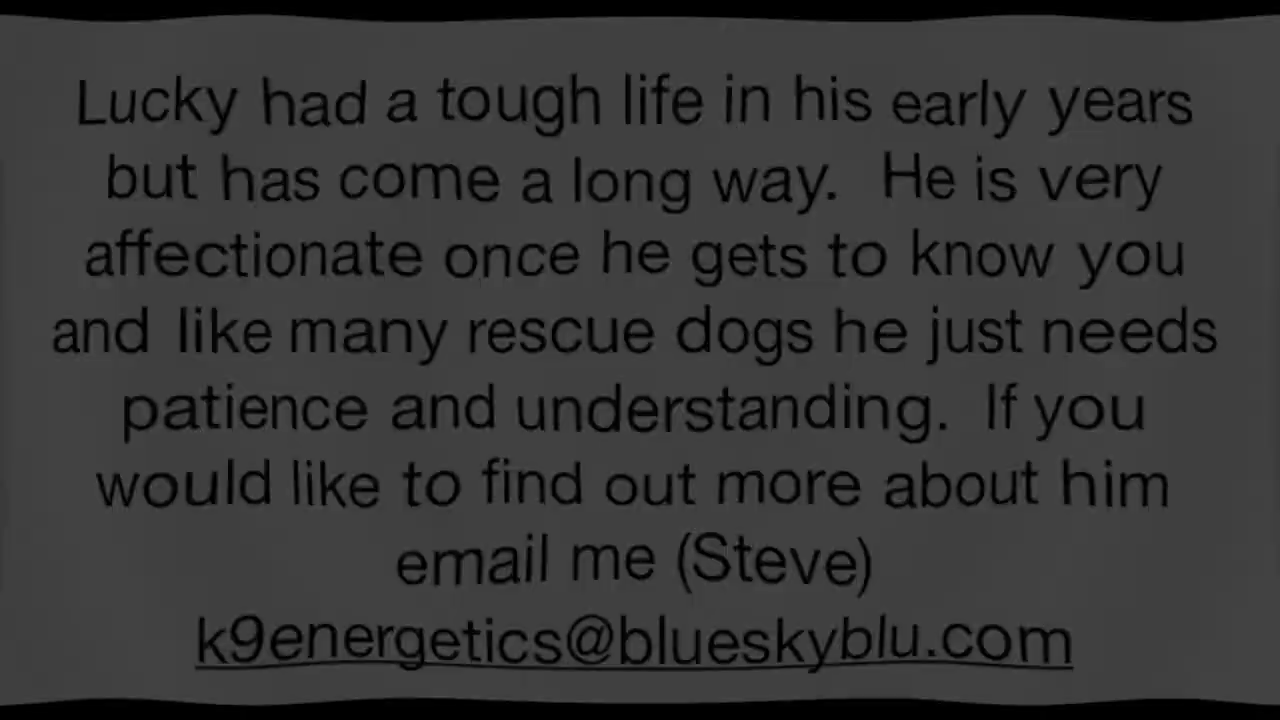 Lucky had a tough life in his early years
but has come a long way.  He is very
affectionate once he gets to know you
and like many rescue dogs he just needs
patience and understanding.  If you
would like to find out more about him
email me (Steve)
k9energetics@blueskyblu.com